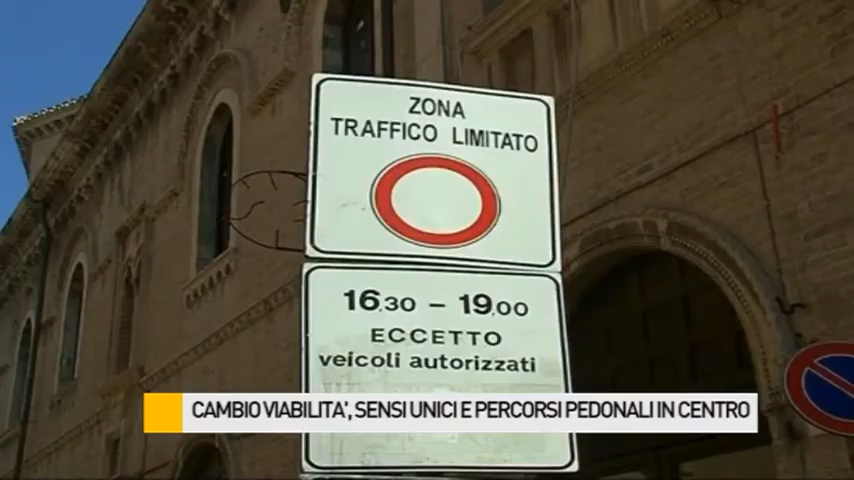 ZONA
TRAFFICO LIMITATO
16.30 - 19.00
ECCETTO
veicoli autorizzati
CAMBIO VIABILITA', SENSI UNICI E PERCORSI PEDONALI IN CENTRO